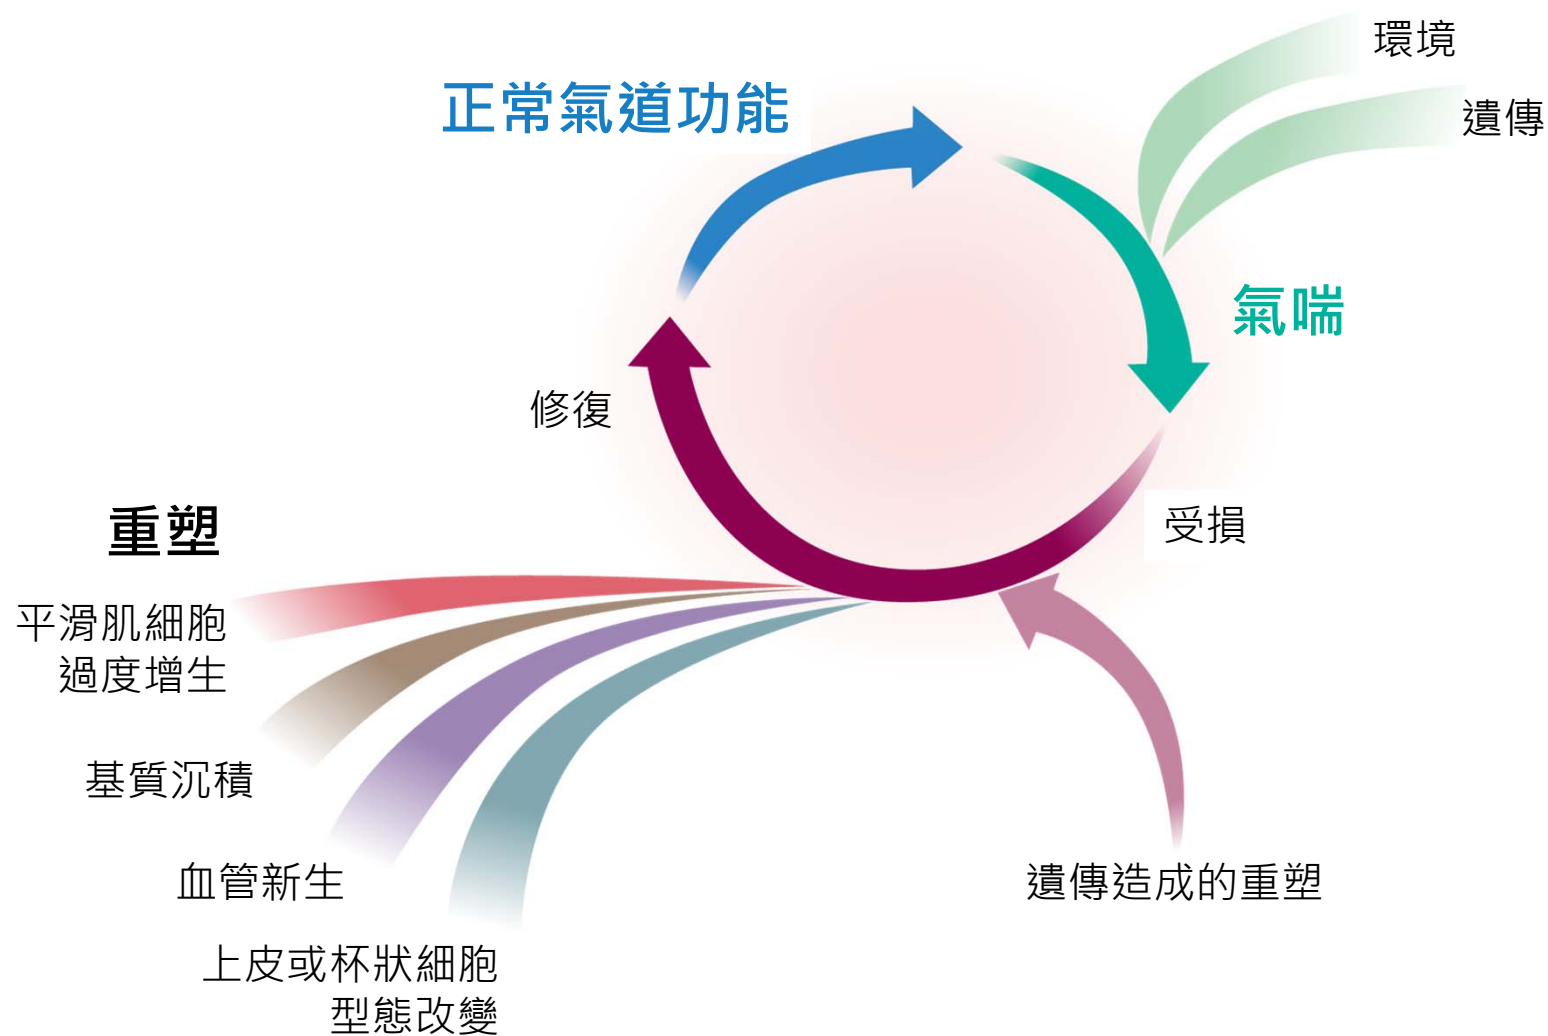 環境
遺傳
正常氣道功能
氣喘
修復
受損
重塑
平滑肌細胞
過度增生
基質沉積
血管新生
上皮或杯狀細胞
型態改變
遺傳造成的重塑